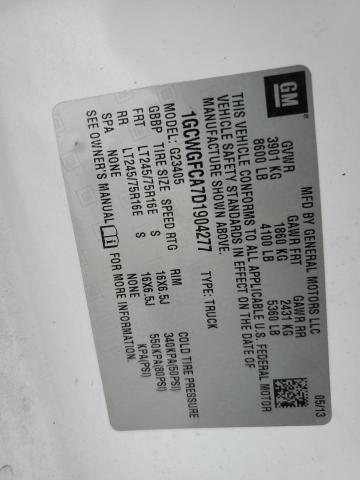 GM
MFD BY GENERAL MOTORS LLC
05/13
GVWR GAWR FRT GAWR RR
3901 KG 1860 KG 2431 KG
8600 LB 4100 LB 5360 LB
THIS VEHICLE CONFORMS TO ALL APPLICABLE U.S. FEDERAL MOTOR
VEHICLE SAFETY STANDARDS IN EFFECT ON THE DATE OF
MANUFACTURE SHOWN ABOVE.
1GCWGFCA7D1904277 TYPE: TRUCK
MODEL: G23405
GBBP TIRE SIZE SPEED RTG RIM COLD TIRE PRESSURE
FRT LT245/75R16E S 16X6.5J 340KPA(50PSI)
RR LT245/75R16E S 16X6.5J 550KPA(80PSI)
SPA NONE NONE KPA(PSI)
SEE OWNER'S MANUAL FOR MORE INFORMATION.